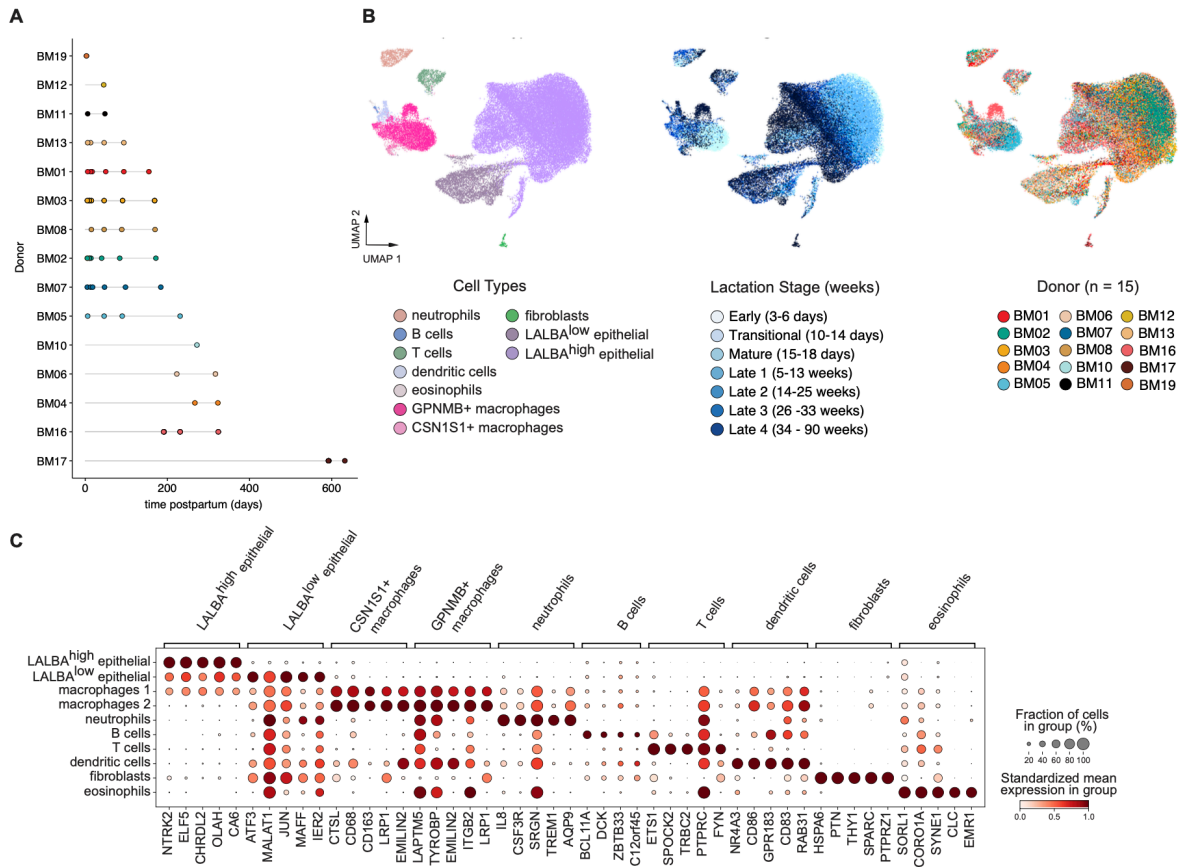 A
BM19
BM12
BM11
BM13
BM01
BM03
BM08
BM02
BM07
BM05
BM10
BM06
BM04
BM16
BM17
Donor
0 200 400 600
time postpartum (days)
B
UMAP 2
UMAP 1
Cell Types
neutrophils
B cells
T cells
dendritic cells
eosinophils
GPNMB+ macrophages
CSN1S1+ macrophages
fibroblasts
LALBAlow epithelial
LALBAhigh epithelial
Lactation Stage (weeks)
Early (3-6 days)
Transitional (10-14 days)
Mature (15-18 days)
Late 1 (5-13 weeks)
Late 2 (14-25 weeks)
Late 3 (26 -33 weeks)
Late 4 (34 - 90 weeks)
Donor (n = 15)
BM01 BM06 BM12
BM02 BM07 BM13
BM03 BM08 BM16
BM04 BM10 BM17
BM05 BM11 BM19
C
LALBAhigh epithelial
LALBAlow epithelial
CSN1S1+
macrophages
GPNMB+
macrophages
neutrophils
B cells
T cells
dendritic cells
fibroblasts
eosinophils
LALBAhigh epithelial
LALBAlow epithelial
macrophages 1
macrophages 2
neutrophils
B cells
T cells
dendritic cells
fibroblasts
eosinophils
NTRK2 ELF5 CHRDL2 OLAH CA6 ATF3 MALAT1 JUN MAFF IER2 CTSL CD68 CD163 LRP1 EMILIN2 LAPTM5 TYROBP EMILIN2 ITGB2 LRP1 IL8 CSF3R SRGN TREM1 AQP9 BCL11A DCK ZBTB33 C12orf45 ETS1 SPOCK2 TRBC2 PTPRC FYN NR4A3 CD86 GPR183 CD83 RAB31 HSPA6 PTN THY1 SPARC PTPRZ1 SORL1 CORO1A SYNE1 CLC EMR1
Fraction of cells
in group (%)
20 40 60 80 100
Standardized mean
expression in group
0.0 0.5 1.0